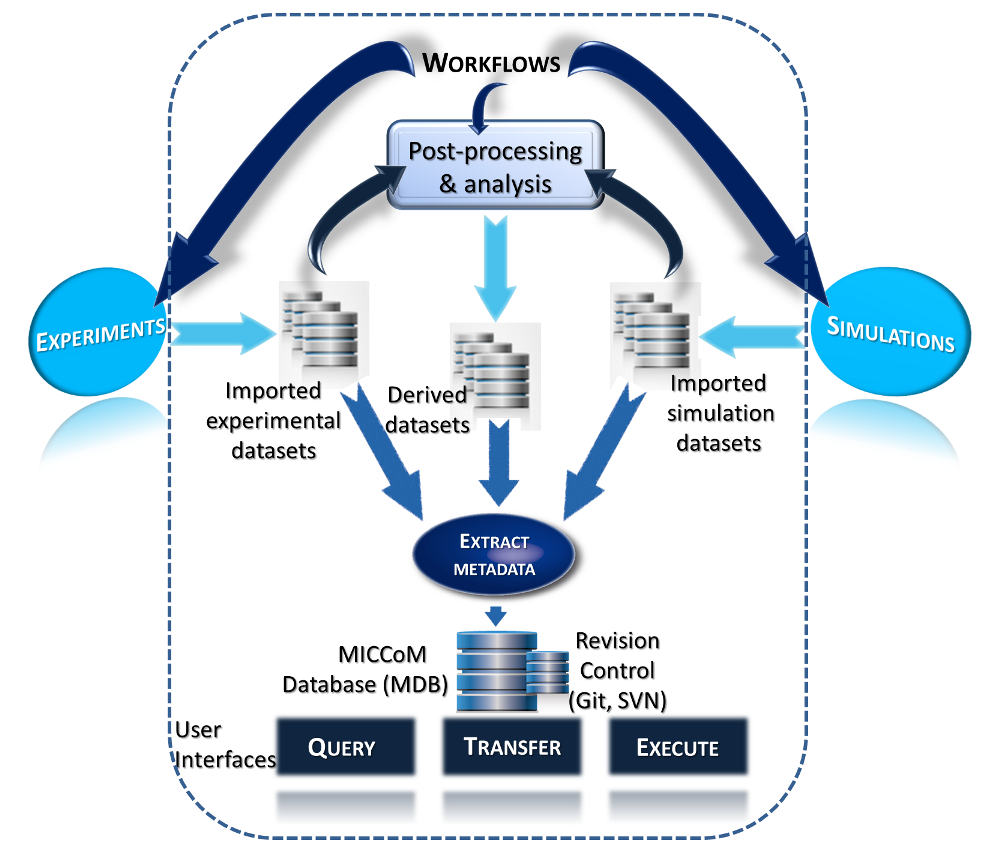 WORKFLOWS
Post-processing
& analysis
EXPERIMENTS
SIMULATIONS
Imported
experimental
datasets
Derived
datasets
Imported
simulation
datasets
EXTRACT
METADATA
MICCoM
Database (MDB)
Revision
Control
(Git, SVN)
User
Interfaces
QUERY
TRANSFER
EXECUTE